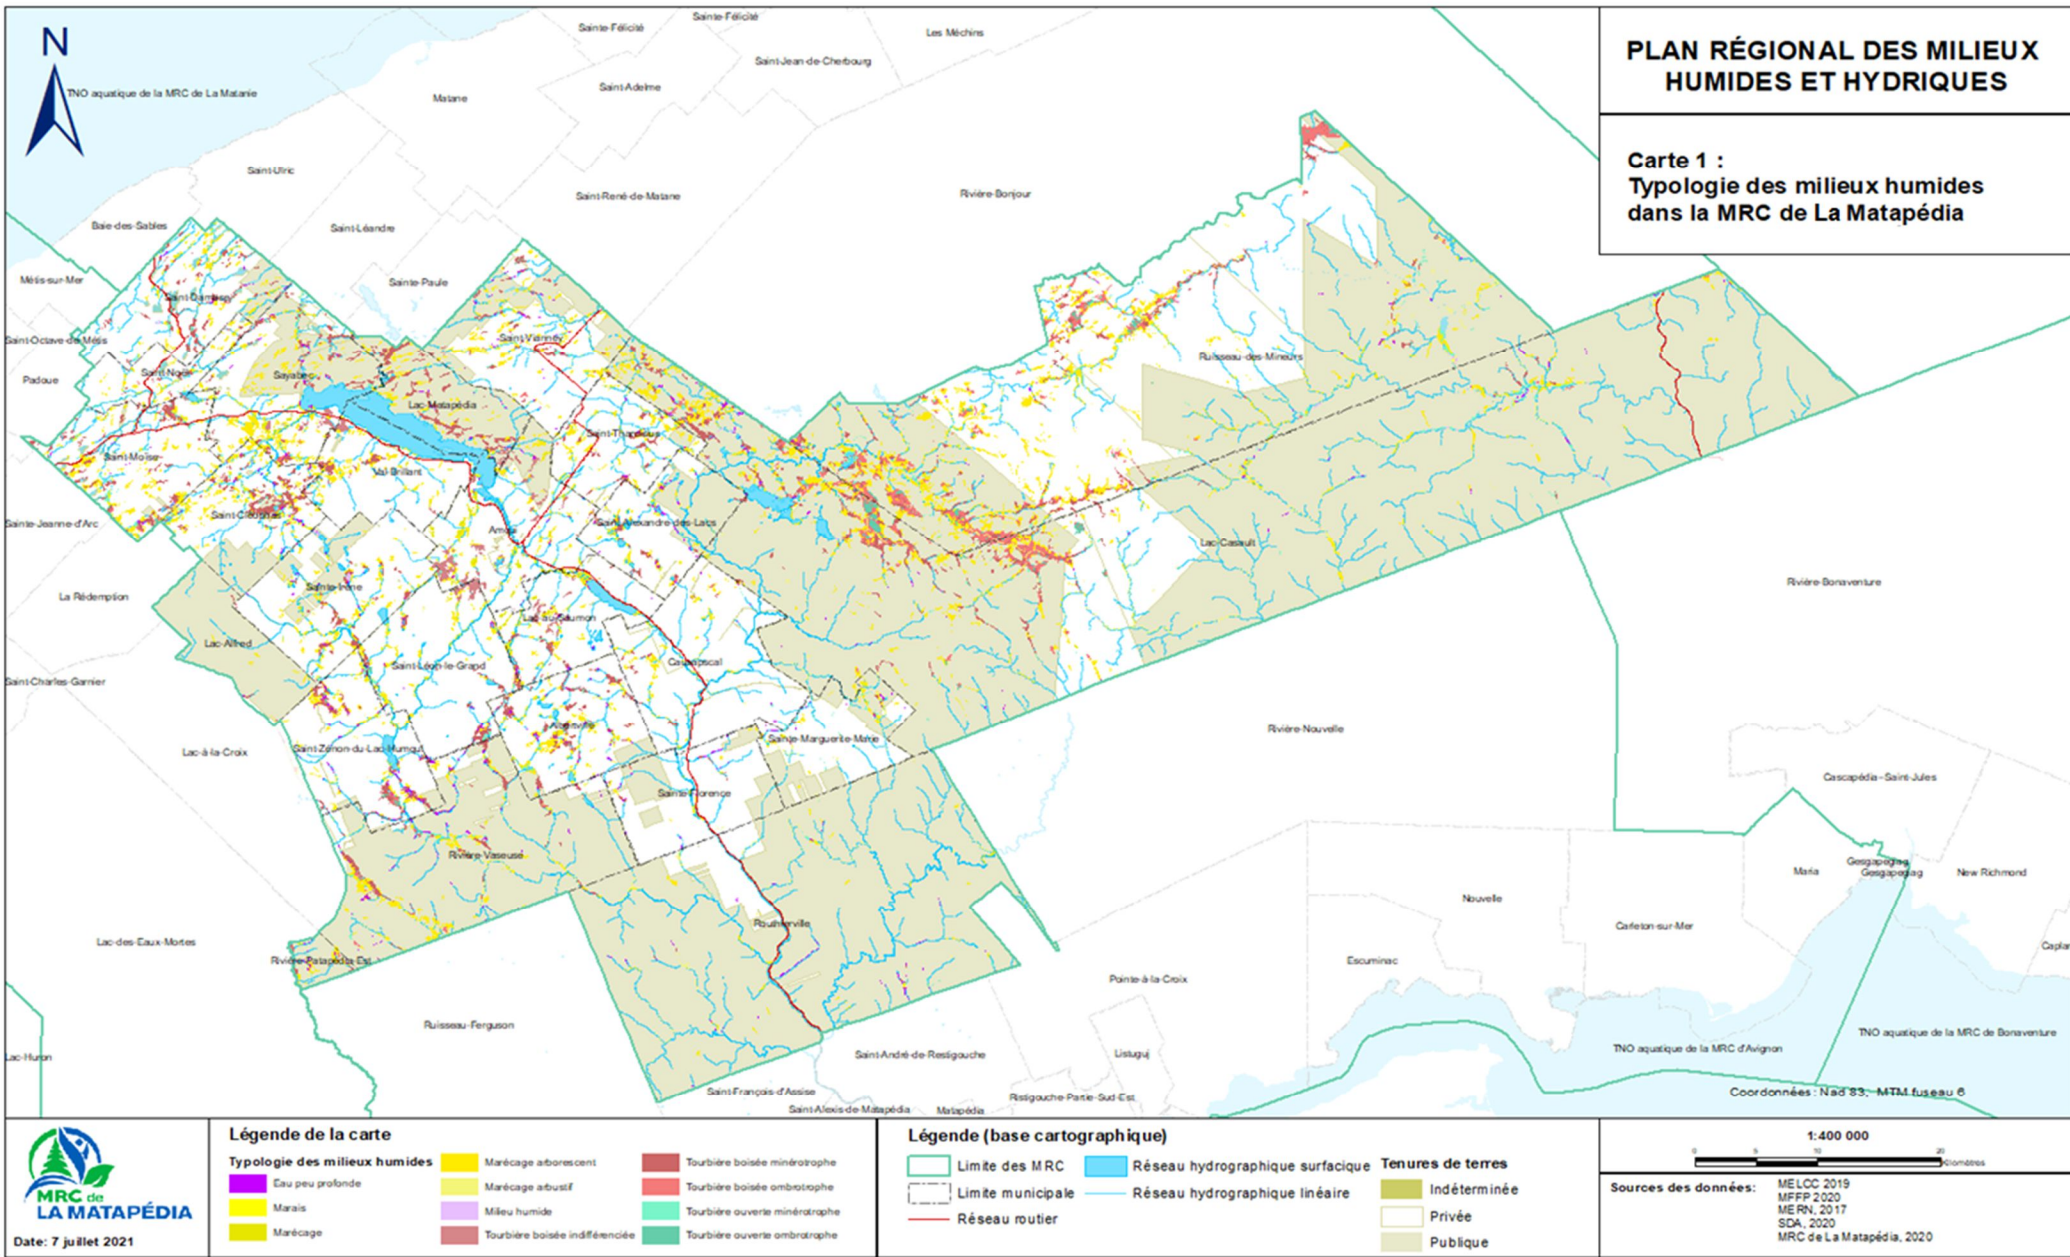 PLAN RÉGIONAL DES MILIEUX
HUMIDES ET HYDRIQUES
Carte 1 :
Typologie des milieux humides
dans la MRC de La Matapédia
N
TNO aquatique de la MRC de La Matanie
Sainte-Félicité
Sainte-Félicité
Les Méchins
Saint-Jean-de-Cherbourg
Saint-Adelme
Matane
Saint-Ulric
Saint-René-de-Matane
Rivière-Bonjour
Baie-des-Sables
Saint-Léandre
Métis-sur-Mer
Sainte-Paule
Saint-Damase
Saint-Octave-de-Métis
Saint-Vianney
Ruisseau-des-Mineurs
Padoue
Saint-Noël
Sayabec
Lac-Matapédia
Saint-Tharcicius
Saint-Moïse
Val-Brillant
Saint-Cléophas
Sainte-Jeanne-d'Arc
Amqui
Saint-Alexandre-des-Lacs
Lac-Casault
Rivière-Bonaventure
Sainte-Irène
La Rédemption
Lac-au-Saumon
Lac-Alfred
Saint-Léon-le-Grand
Causapscal
Saint-Charles-Garnier
Albertville
Rivière-Nouvelle
Sainte-Marguerite-Marie
Lac-à-la-Croix
Saint-Zénon-du-Lac-Humqui
Cascapédia–Saint-Jules
Sainte-Florence
Rivière-Vaseuse
Maria
Gesgapegiag
Gesgapegiag
New Richmond
Nouvelle
Routhierville
Carleton-sur-Mer
Lac-des-Eaux-Mortes
Caplan
Rivière-Patapédia-Est
Escuminac
Pointe-à-la-Croix
Ruisseau-Ferguson
TNO aquatique de la MRC de Bonaventure
TNO aquatique de la MRC d'Avignon
Lac-Huron
Saint-André-de-Restigouche
Listuguj
Saint-François-d'Assise
Ristigouche-Partie-Sud-Est
Saint-Alexis-de-Matapédia
Matapédia
Coordonnées : Nad 83, MTM fuseau 6
MRC de
LA MATAPÉDIA
Date: 7 juillet 2021
Légende de la carte
Typologie des milieux humides
Eau peu profonde
Marais
Marécage
Marécage arborescent
Marécage arbustif
Milieu humide
Tourbière boisée indifférenciée
Tourbière boisée minérotrophe
Tourbière boisée ombrotrophe
Tourbière ouverte minérotrophe
Tourbière ouverte ombrotrophe
Légende (base cartographique)
Limite des MRC
Limite municipale
Réseau routier
Réseau hydrographique surfacique
Réseau hydrographique linéaire
Tenures de terres
Indéterminée
Privée
Publique
1:400 000
0 5 10 20
Kilomètres
Sources des données:
MELCC 2019
MFFP 2020
MERN, 2017
SDA, 2020
MRC de La Matapédia, 2020